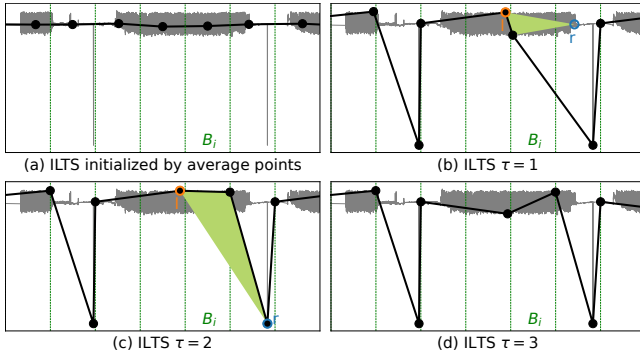 l
r
B_i
B_i
(a) ILTS initialized by average points
(b) ILTS τ = 1
l
r
B_i
B_i
(c) ILTS τ = 2
(d) ILTS τ = 3